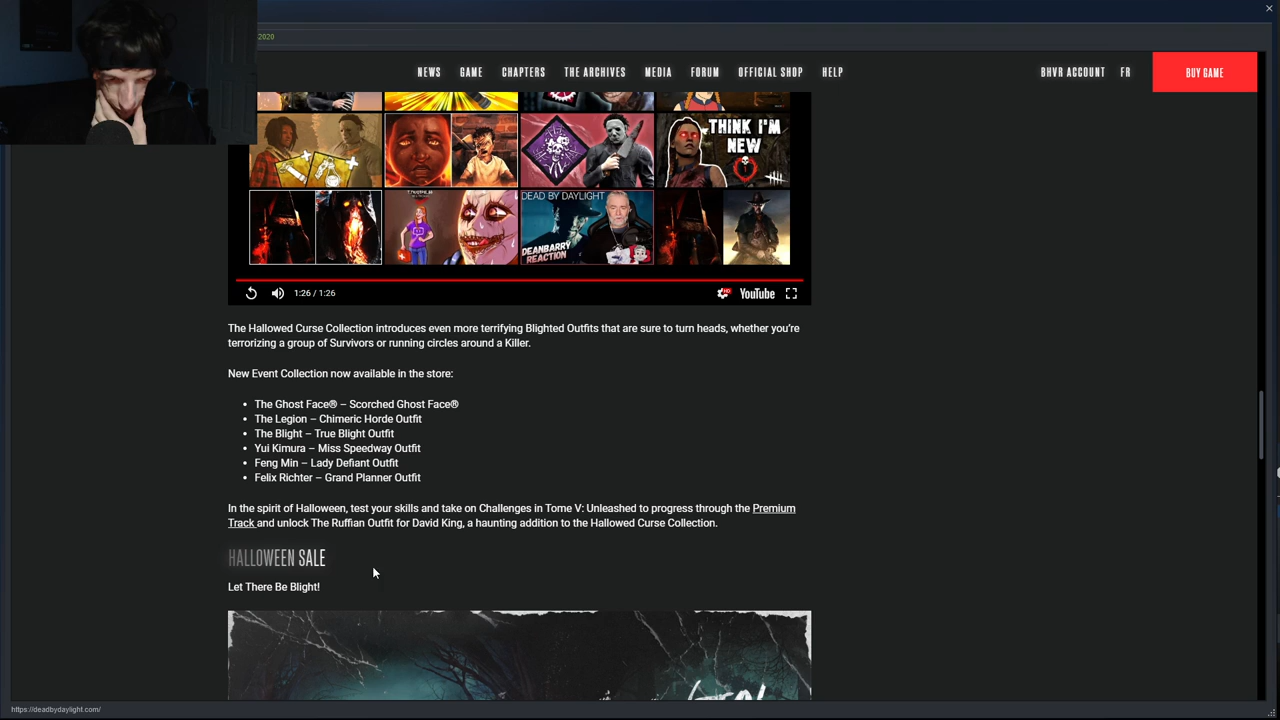 2020
NEWS GAME CHAPTERS THE ARCHIVES MEDIA FORUM OFFICIAL SHOP HELP BHVR ACCOUNT FR BUY GAME
THINK I'M
NEW
DEAD BY DAYLIGHT
DEANBARRY
REACTION
1:26 / 1:26
HD
YouTube
The Hallowed Curse Collection introduces even more terrifying Blighted Outfits that are sure to turn heads, whether you're
terrorizing a group of Survivors or running circles around a Killer.
New Event Collection now available in the store:
• The Ghost Face® – Scorched Ghost Face®
• The Legion – Chimeric Horde Outfit
• The Blight – True Blight Outfit
• Yui Kimura – Miss Speedway Outfit
• Feng Min – Lady Defiant Outfit
• Felix Richter – Grand Planner Outfit
In the spirit of Halloween, test your skills and take on Challenges in Tome V: Unleashed to progress through the Premium
Track and unlock The Ruffian Outfit for David King, a haunting addition to the Hallowed Curse Collection.
HALLOWEEN SALE
Let There Be Blight!
https://deadbydaylight.com/